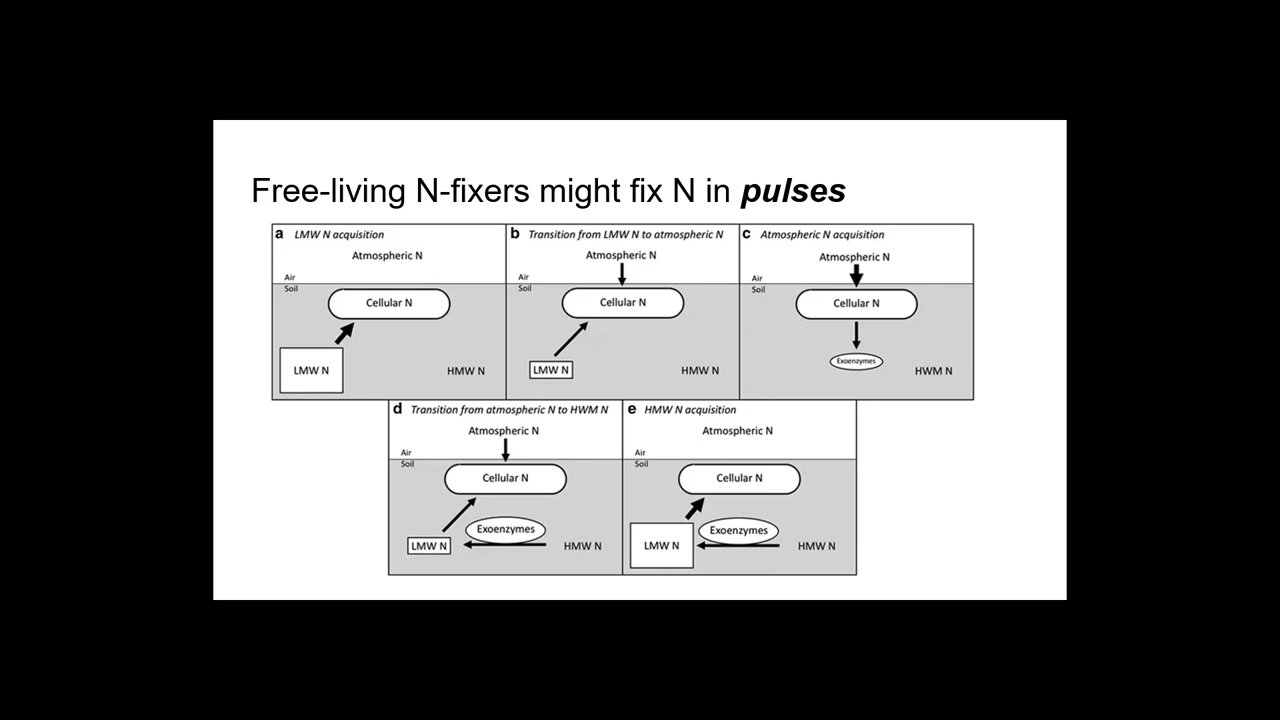 Free-living N-fixers might fix N in pulses
a LMW N acquisition
Atmospheric N
Air
Soil
Cellular N
LMW N
HMW N
b Transition from LMW N to atmospheric N
Atmospheric N
Air
Soil
Cellular N
LMW N
HMW N
c Atmospheric N acquisition
Atmospheric N
Air
Soil
Cellular N
Exoenzymes
HWM N
d Transition from atmospheric N to HWM N
Atmospheric N
Air
Soil
Cellular N
Exoenzymes
LMW N
HMW N
e HMW N acquisition
Atmospheric N
Air
Soil
Cellular N
Exoenzymes
LMW N
HMW N